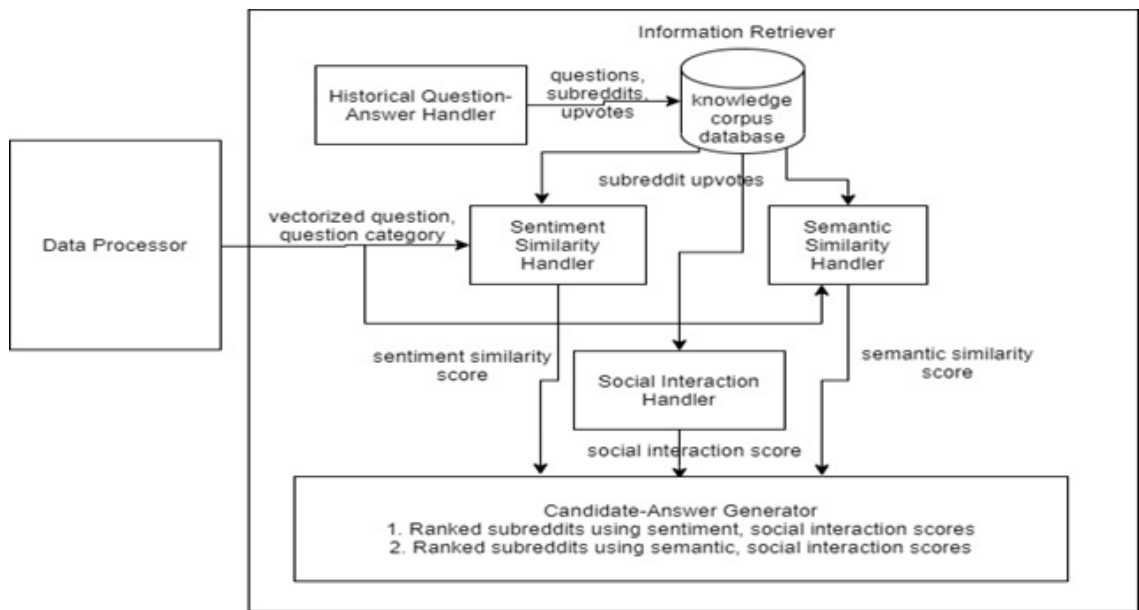 Information Retriever
Historical Question-
Answer Handler
questions,
subreddits,
upvotes
knowledge
corpus
database
subreddit upvotes
Data Processor
vectorized question,
question category
Sentiment
Similarity
Handler
Semantic
Similarity
Handler
sentiment similarity
score
Social Interaction
Handler
semantic similarity
score
social interaction score
Candidate-Answer Generator
1. Ranked subreddits using sentiment, social interaction scores
2. Ranked subreddits using semantic, social interaction scores